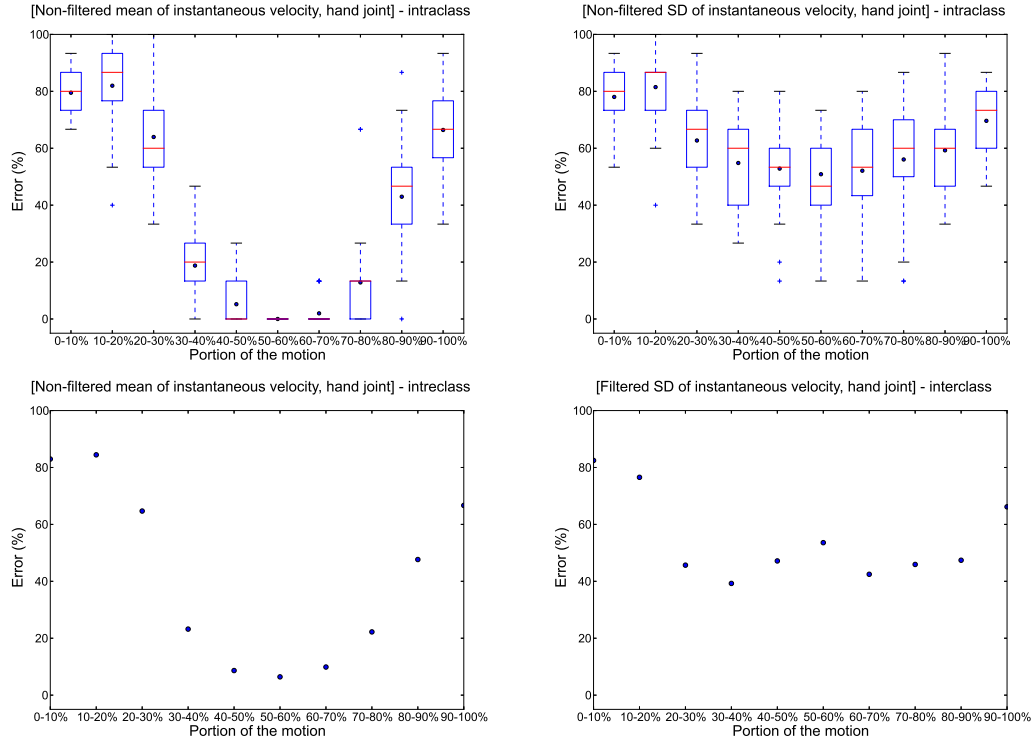 [Non-filtered mean of instantaneous velocity, hand joint] - intraclass
100
80
60
40
20
0
Error (%)
0-10% 10-20% 20-30% 30-40% 40-50% 50-60% 60-70% 70-80% 80-90% 90-100%
Portion of the motion
[Non-filtered SD of instantaneous velocity, hand joint] - intraclass
100
80
60
40
20
0
Error (%)
0-10% 10-20% 20-30% 30-40% 40-50% 50-60% 60-70% 70-80% 80-90% 90-100%
Portion of the motion
[Non-filtered mean of instantaneous velocity, hand joint] - intreclass
100
80
60
40
20
0
Error (%)
0-10% 10-20% 20-30% 30-40% 40-50% 50-60% 60-70% 70-80% 80-90% 90-100%
Portion of the motion
[Filtered SD of instantaneous velocity, hand joint] - interclass
100
80
60
40
20
0
Error (%)
0-10% 10-20% 20-30% 30-40% 40-50% 50-60% 60-70% 70-80% 80-90% 90-100%
Portion of the motion